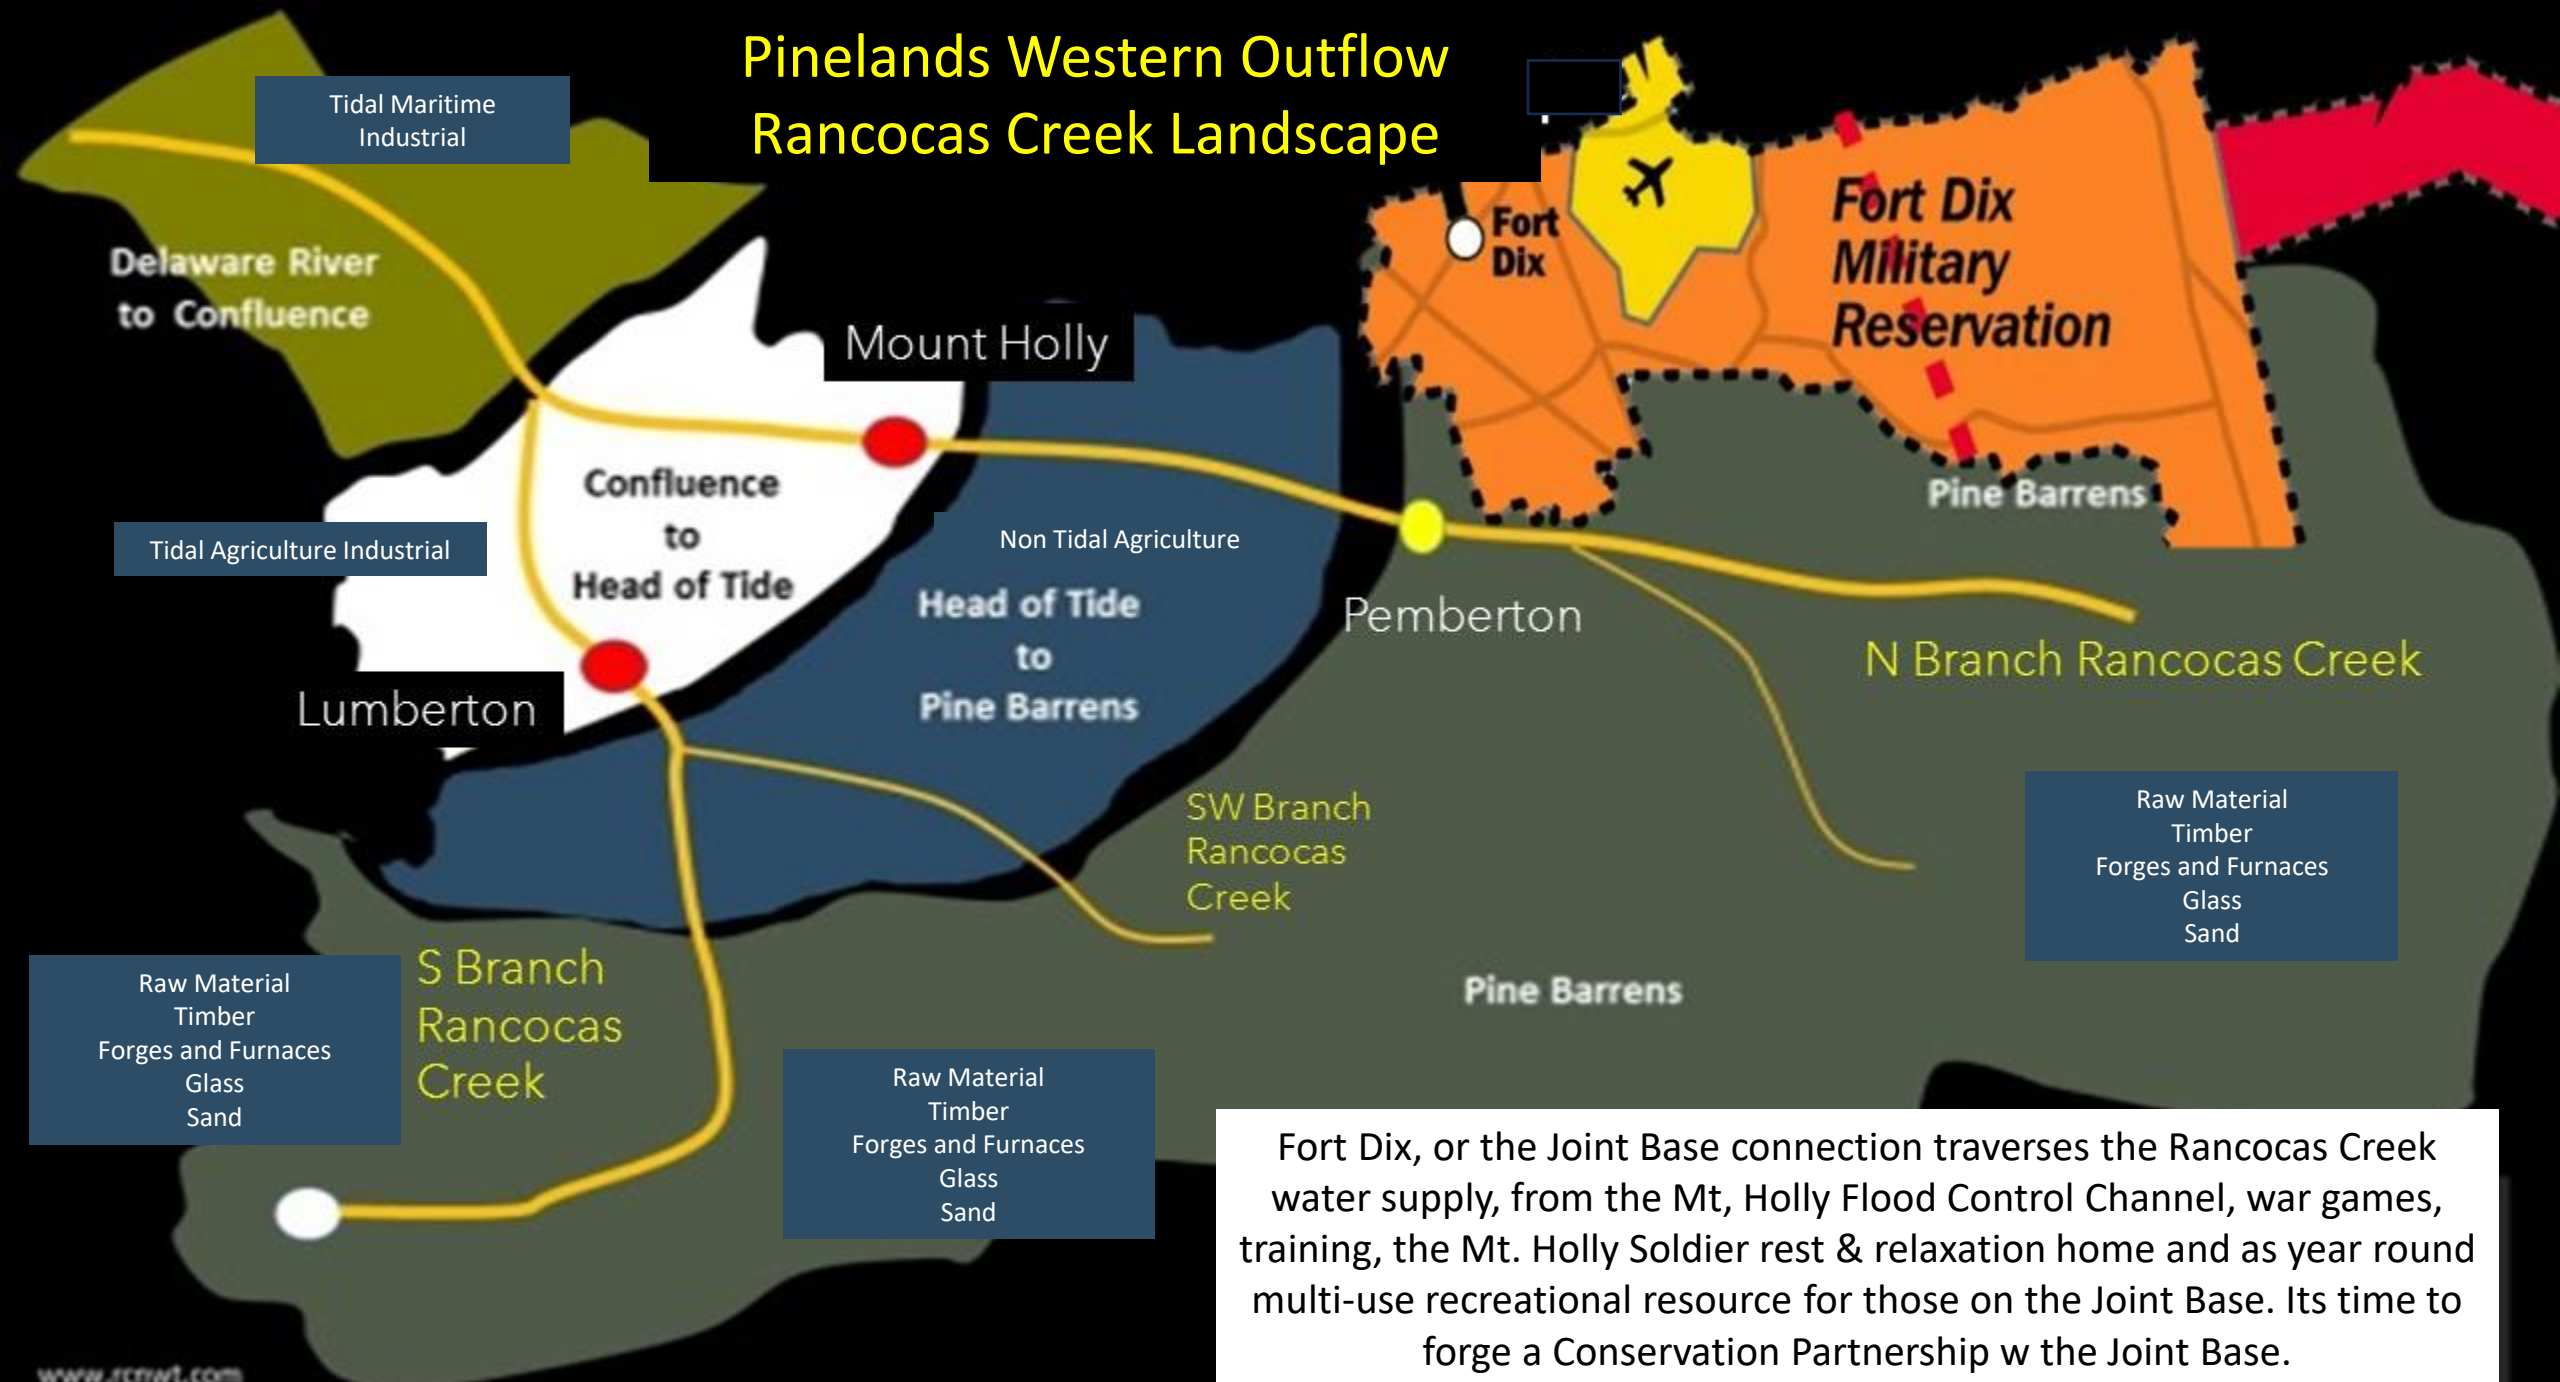 Pinelands Western Outflow
Rancocas Creek Landscape
Tidal Maritime
Industrial
Delaware River
to Confluence
Fort
Dix
Fort Dix
Military
Reservation
Mount Holly
Confluence
to
Head of Tide
Tidal Agriculture Industrial
Non Tidal Agriculture
Head of Tide
to
Pine Barrens
Pine Barrens
Pemberton
N Branch Rancocas Creek
Lumberton
SW Branch
Rancocas
Creek
Raw Material
Timber
Forges and Furnaces
Glass
Sand
S Branch
Rancocas
Creek
Raw Material
Timber
Forges and Furnaces
Glass
Sand
Pine Barrens
Raw Material
Timber
Forges and Furnaces
Glass
Sand
Fort Dix, or the Joint Base connection traverses the Rancocas Creek
water supply, from the Mt, Holly Flood Control Channel, war games,
training, the Mt. Holly Soldier rest & relaxation home and as year round
multi-use recreational resource for those on the Joint Base. Its time to
forge a Conservation Partnership w the Joint Base.
www.rcnwt.com